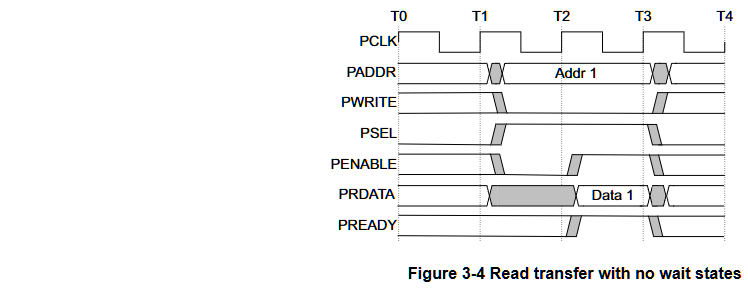 T0 T1 T2 T3 T4
PCLK
PADDR Addr 1
PWRITE
PSEL
PENABLE
PRDATA Data 1
PREADY
Figure 3-4 Read transfer with no wait states